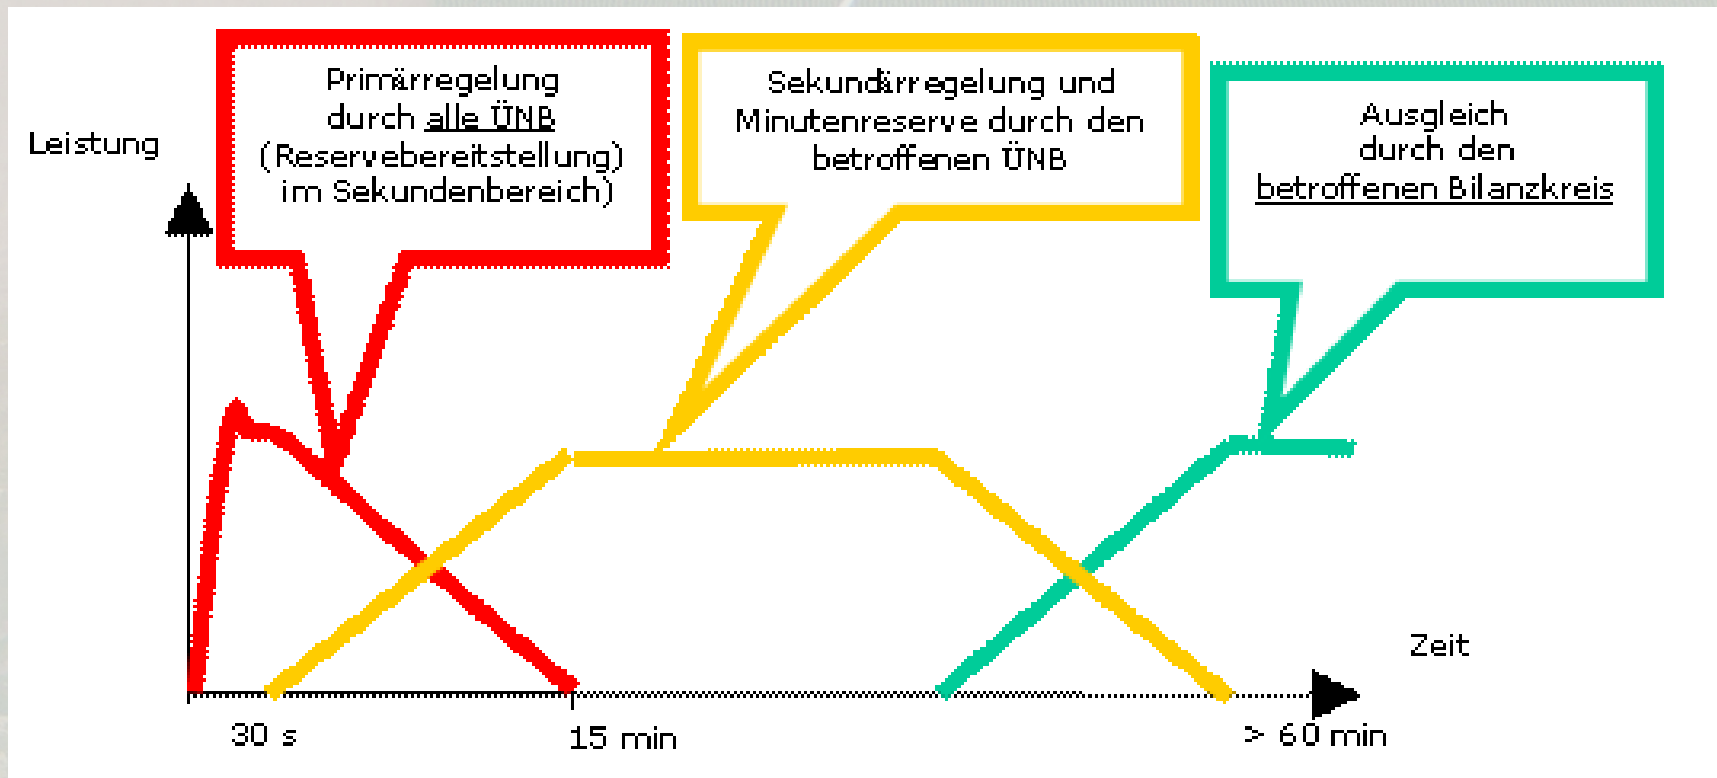 Leistung
Primärregelung
durch alle ÜNB
(Reservebereitstellung)
im Sekundenbereich)
Sekundärregelung und
Minutenreserve durch den
betroffenen ÜNB
Ausgleich
durch den
betroffenen Bilanzkreis
Zeit
30 s
15 min
> 60 min